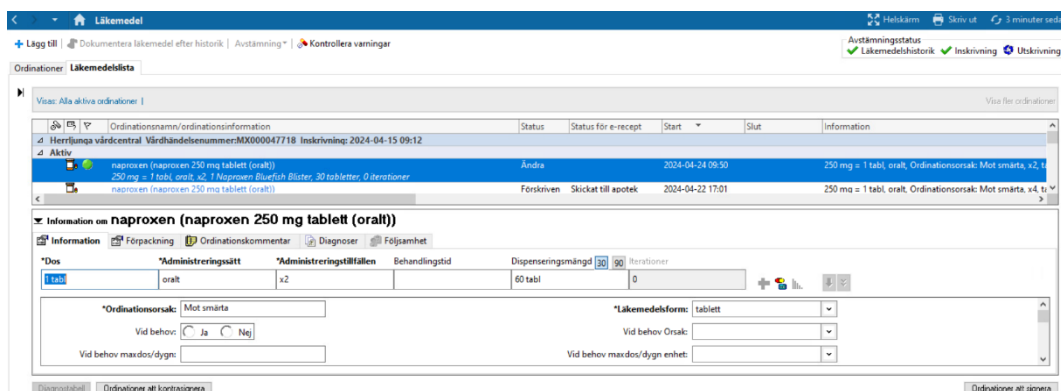 Läkemedel
Helskärm Skriv ut 3 minuter seda
Lägg till Dokumentera läkemedel efter historik Avstämning Kontrollera varningar
Avstämningsstatus
Läkemedelshistorik Inskrivning Utskrivning
Ordinationer Läkemedelslista
Visas: Alla aktiva ordinationer
Visa fler ordinationer
Ordinationsnamn/ordinationsinformation Status Status för e-recept Start Slut Information
Herrljunga vårdcentral Vårdhändelsenummer:MX000047718 Inskrivning: 2024-04-15 09:12
Aktiv
naproxen (naproxen 250 mg tablett (oralt)) Ändra 2024-04-24 09:50 250 mg = 1 tabl, oralt, Ordinationsorsak: Mot smärta, x2, ta
250 mg = 1 tabl, oralt, x2, 1 Naproxen Bluefish Blister, 30 tabletter, 0 iterationer
naproxen (naproxen 250 mg tablett (oralt)) Förskriven Skickat till apotek 2024-04-22 17:01 250 mg = 1 tabl, oralt, Ordinationsorsak: Mot smärta, x4, ta
Information om naproxen (naproxen 250 mg tablett (oralt))
Information Förpackning Ordinationskommentar Diagnoser Följsamhet
*Dos *Administreringssätt *Administreringstillfällen Behandlingstid Dispenseringsmängd 30 90 Iterationer
1 tabl oralt x2 60 tabl 0
*Ordinationsorsak: Mot smärta *Läkemedelsform: tablett
Vid behov: Ja Nej Vid behov Orsak:
Vid behov maxdos/dygn: Vid behov maxdos/dygn enhet:
Diagnostabell Ordinationer att kontrasignera Ordinationer att signera